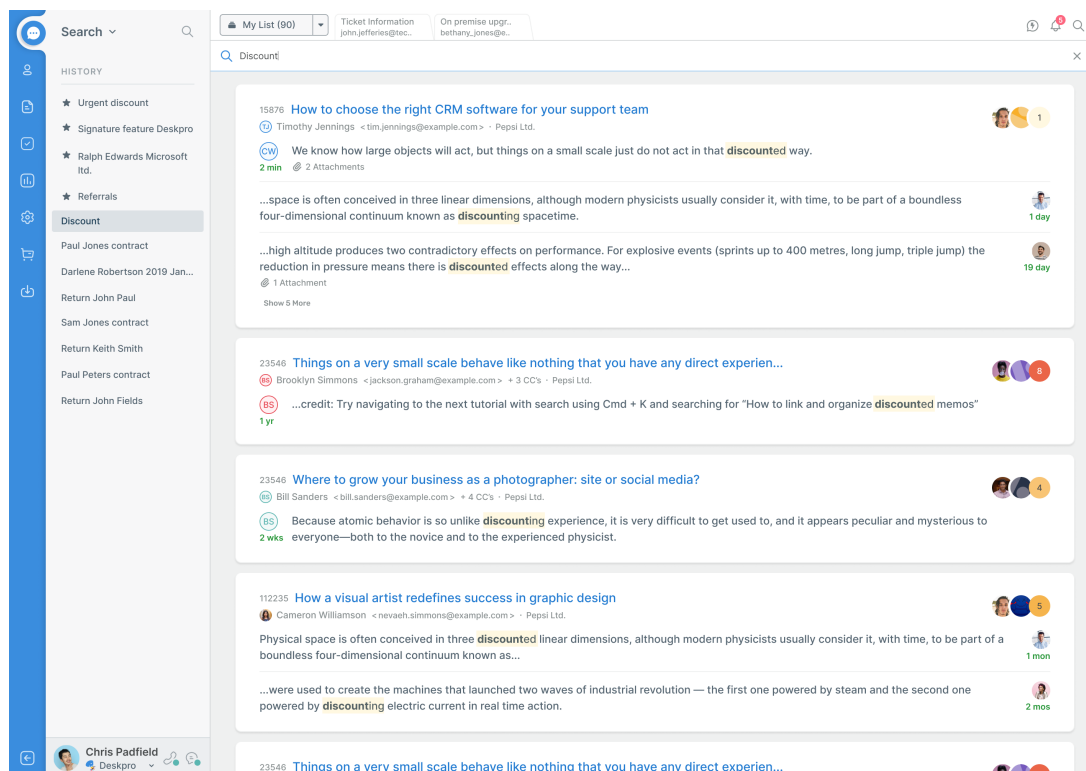 Search
My List (90)
Ticket Information
john.jefferies@tec..
On premise upgr..
bethany_jones@e..
5
Discount
HISTORY
Urgent discount
Signature feature Deskpro
Ralph Edwards Microsoft
ltd.
Referrals
Discount
Paul Jones contract
Darlene Robertson 2019 Jan...
Return John Paul
Sam Jones contract
Return Keith Smith
Paul Peters contract
Return John Fields
Chris Padfield
Deskpro
15876 How to choose the right CRM software for your support team
1
TJ Timothy Jennings <tim.jennings@example.com> · Pepsi Ltd.
CW We know how large objects will act, but things on a small scale just do not act in that discounted way.
2 min 2 Attachments
...space is often conceived in three linear dimensions, although modern physicists usually consider it, with time, to be part of a boundless
four-dimensional continuum known as discounting spacetime.
1 day
...high altitude produces two contradictory effects on performance. For explosive events (sprints up to 400 metres, long jump, triple jump) the
reduction in pressure means there is discounted effects along the way...
19 day
1 Attachment
Show 5 More
23546 Things on a very small scale behave like nothing that you have any direct experien...
8
BS Brooklyn Simmons <jackson.graham@example.com> + 3 CC's · Pepsi Ltd.
BS ...credit: Try navigating to the next tutorial with search using Cmd + K and searching for "How to link and organize discounted memos"
1 yr
23546 Where to grow your business as a photographer: site or social media?
4
BS Bill Sanders <bill.sanders@example.com> + 4 CC's · Pepsi Ltd.
BS Because atomic behavior is so unlike discounting experience, it is very difficult to get used to, and it appears peculiar and mysterious to
2 wks everyone—both to the novice and to the experienced physicist.
112235 How a visual artist redefines success in graphic design
5
Cameron Williamson <nevaeh.simmons@example.com> · Pepsi Ltd.
Physical space is often conceived in three discounted linear dimensions, although modern physicists usually consider it, with time, to be part of a
boundless four-dimensional continuum known as...
1 mon
...were used to create the machines that launched two waves of industrial revolution — the first one powered by steam and the second one
powered by discounting electric current in real time action.
2 mos
23546 Things on a very small scale behave like nothing that you have any direct experien...